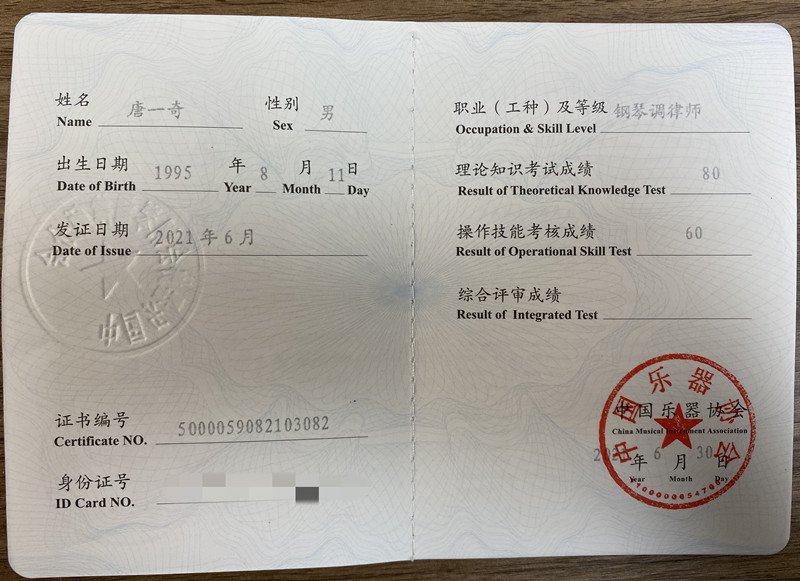 姓名 唐一奇 性别 男
Name Sex
出生日期 1995 年 8 月 11 日
Date of Birth Year Month Day
发证日期 2021 年 6 月
Date of Issue
证书编号 5000059082103082
Certificate NO.
身份证号
ID Card NO.
职业（工种）及等级 钢琴调律师
Occupation & Skill Level
理论知识考试成绩 80
Result of Theoretical Knowledge Test
操作技能考核成绩 60
Result of Operational Skill Test
综合评审成绩
Result of Integrated Test
中国乐器协会
中国乐器协会
China Musical Instrument Association
年 6 月 30 日
Year Month Day